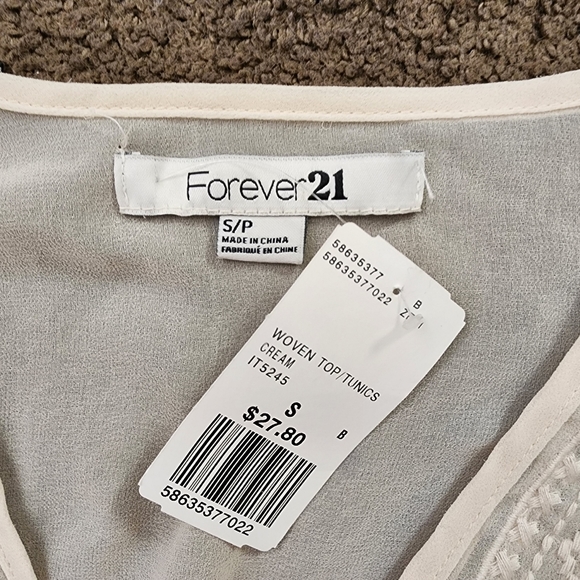 Forever21
S/P
MADE IN CHINA
FABRIQUÉ EN CHINE
58635377 B
58635377022
WOVEN TOP/TUNICS
CREAM
IT5245
S
$27.80 B
58635377022